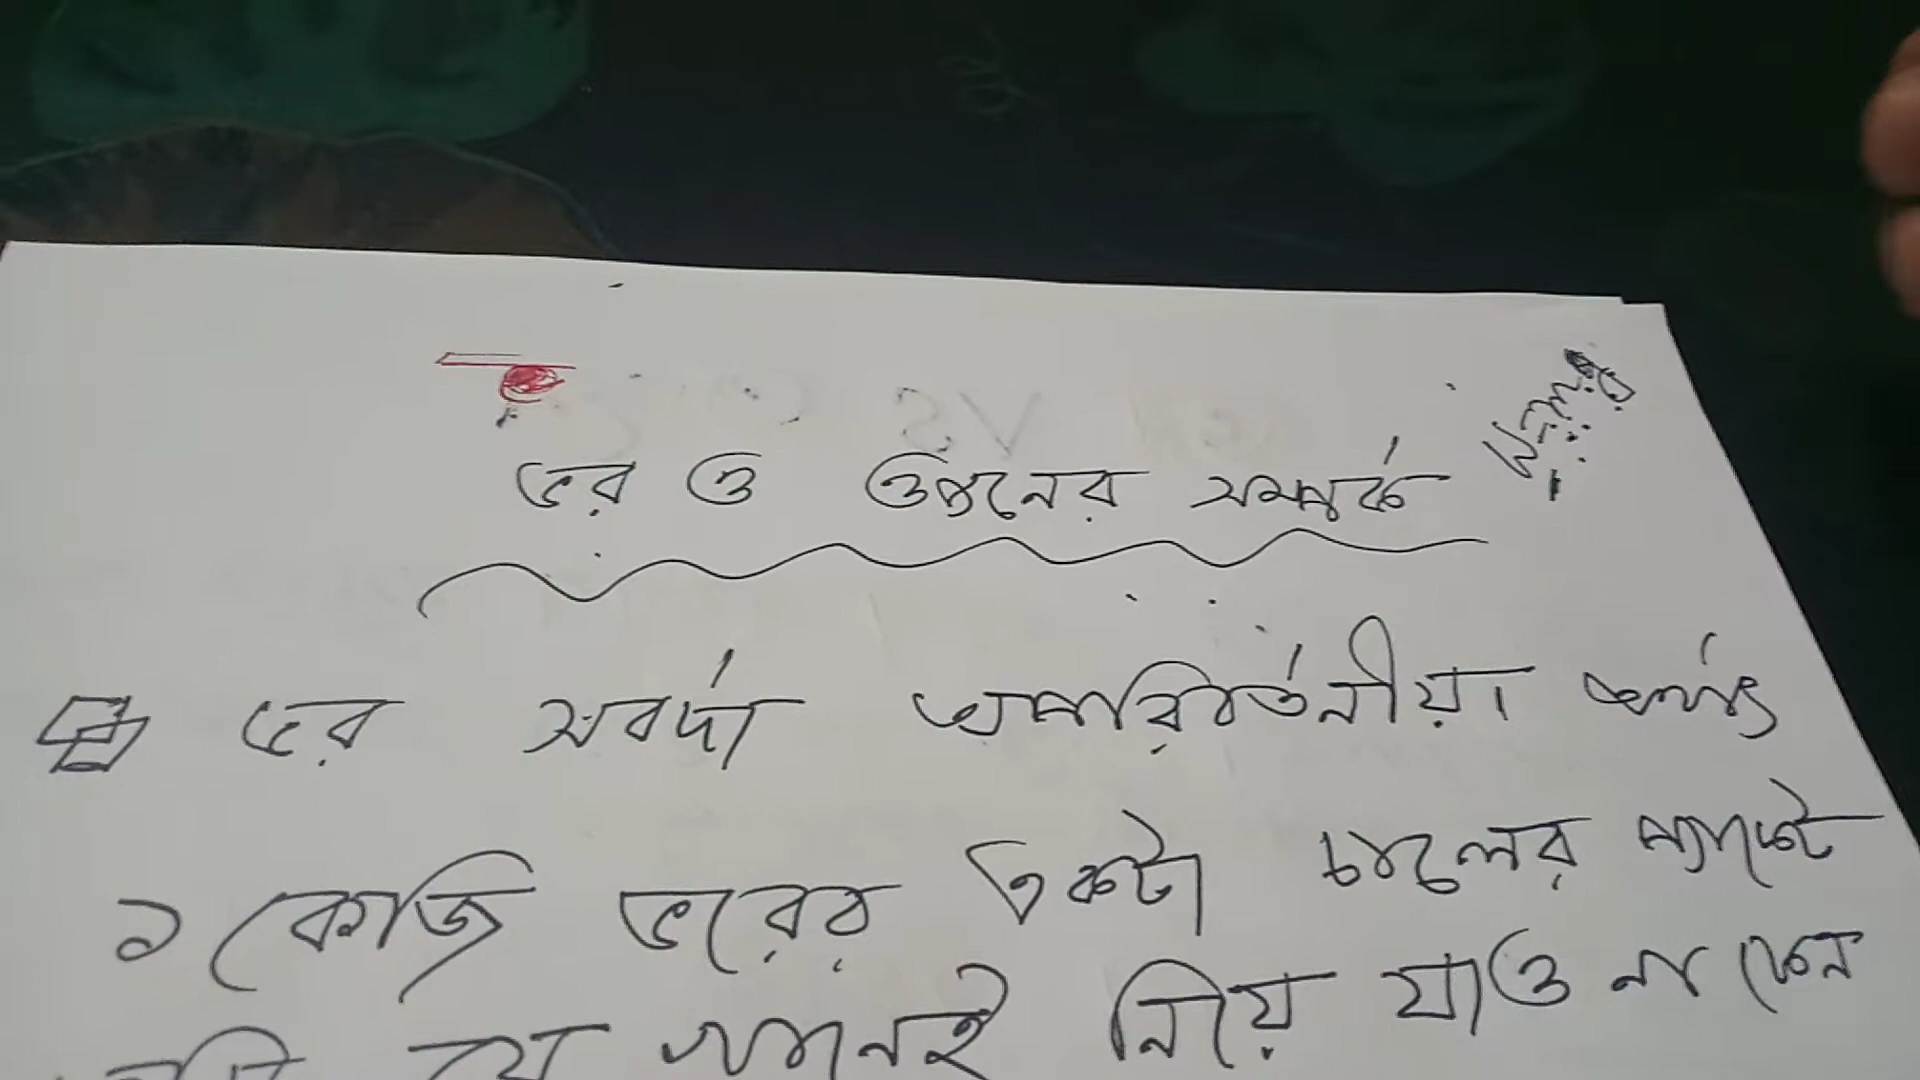 ভর ও ওজনের সম্পর্ক
ভর সবর্দা অপরিবর্তনীয়। অর্থাৎ
১ কেজি ভরের একটা চালের প্যাকেট
যে খানেই নিয়ে যাও না কেন